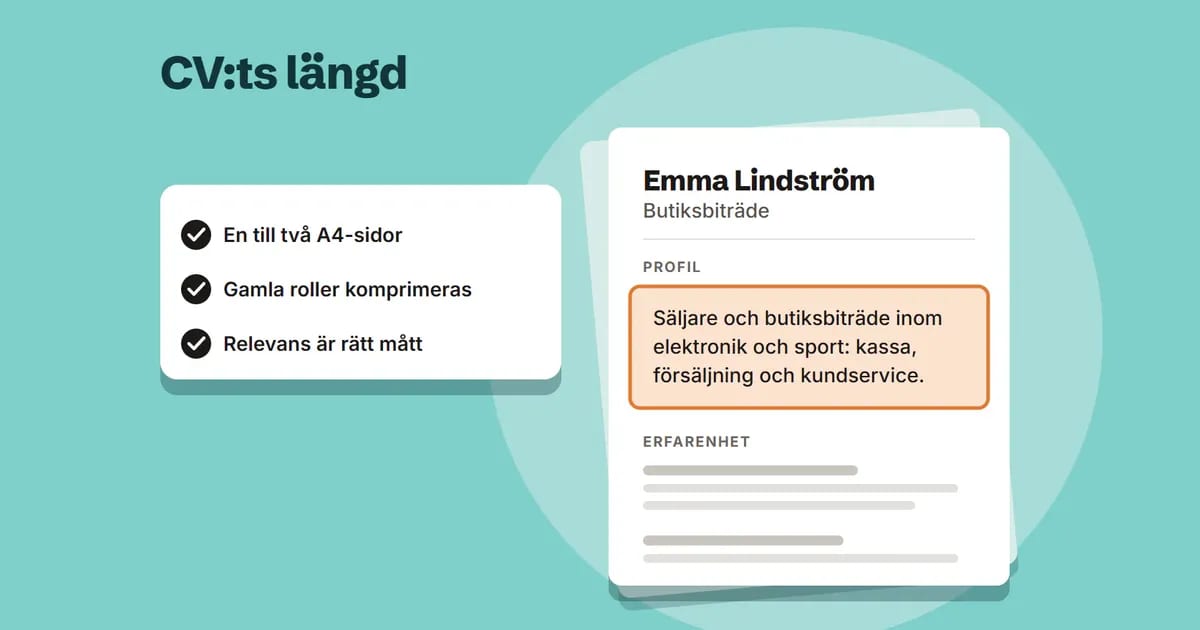 CV:ts längd
En till två A4-sidor
Gamla roller komprimeras
Relevans är rätt mått
Emma Lindström
Butiksbiträde
PROFIL
Säljare och butiksbiträde inom
elektronik och sport: kassa,
försäljning och kundservice.
ERFARENHET